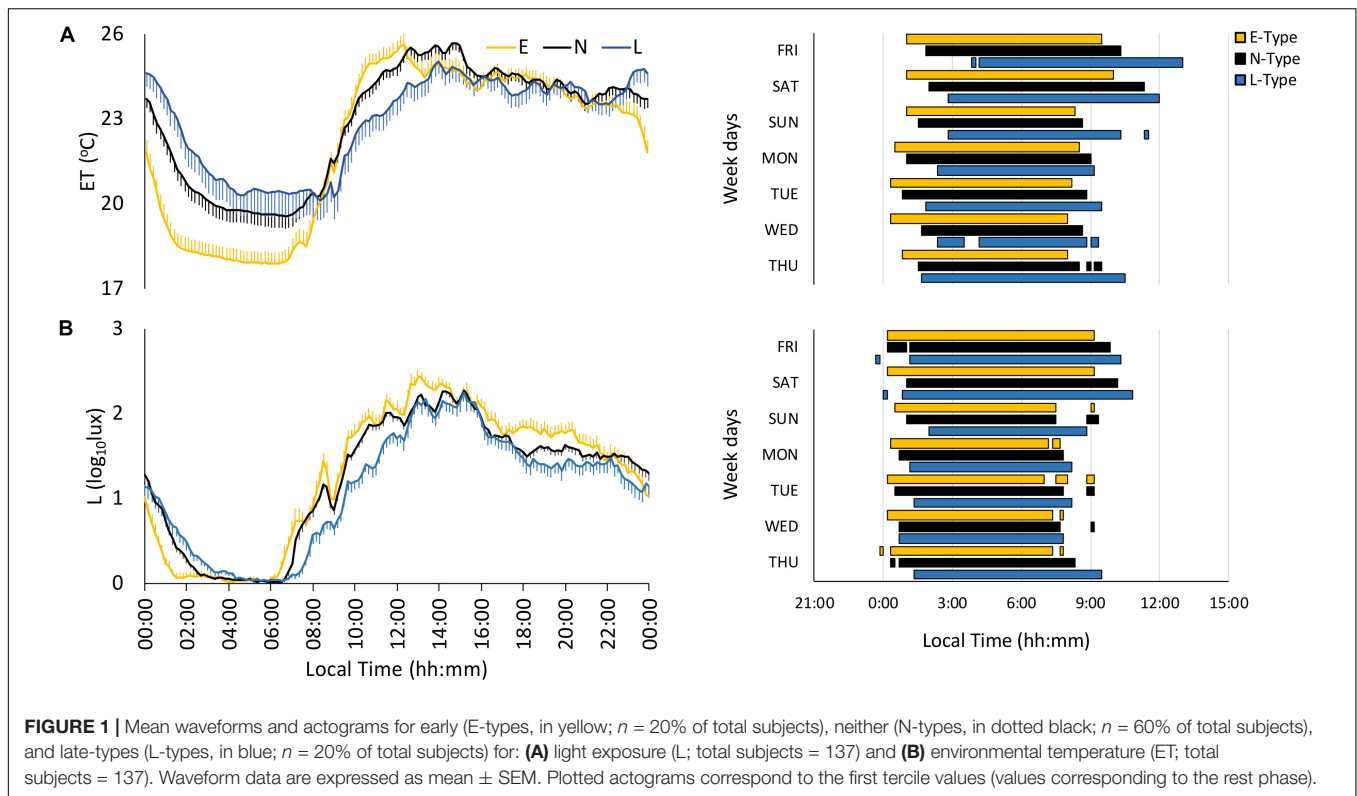 A
26
23
20
17
ET (ºC)
E N L
FRI
SAT
SUN
MON
TUE
WED
THU
Week days
E-Type
N-Type
L-Type
B
3
2
1
0
L (log10lux)
00:00
02:00
04:00
06:00
08:00
10:00
12:00
14:00
16:00
18:00
20:00
22:00
00:00
Local Time (hh:mm)
FRI
SAT
SUN
MON
TUE
WED
THU
Week days
21:00 0:00 3:00 6:00 9:00 12:00 15:00
Local Time (hh:mm)
FIGURE 1 | Mean waveforms and actograms for early (E-types, in yellow; n = 20% of total subjects), neither (N-types, in dotted black; n = 60% of total subjects),
and late-types (L-types, in blue; n = 20% of total subjects) for: (A) light exposure (L; total subjects = 137) and (B) environmental temperature (ET; total
subjects = 137). Waveform data are expressed as mean ± SEM. Plotted actograms correspond to the first tercile values (values corresponding to the rest phase).